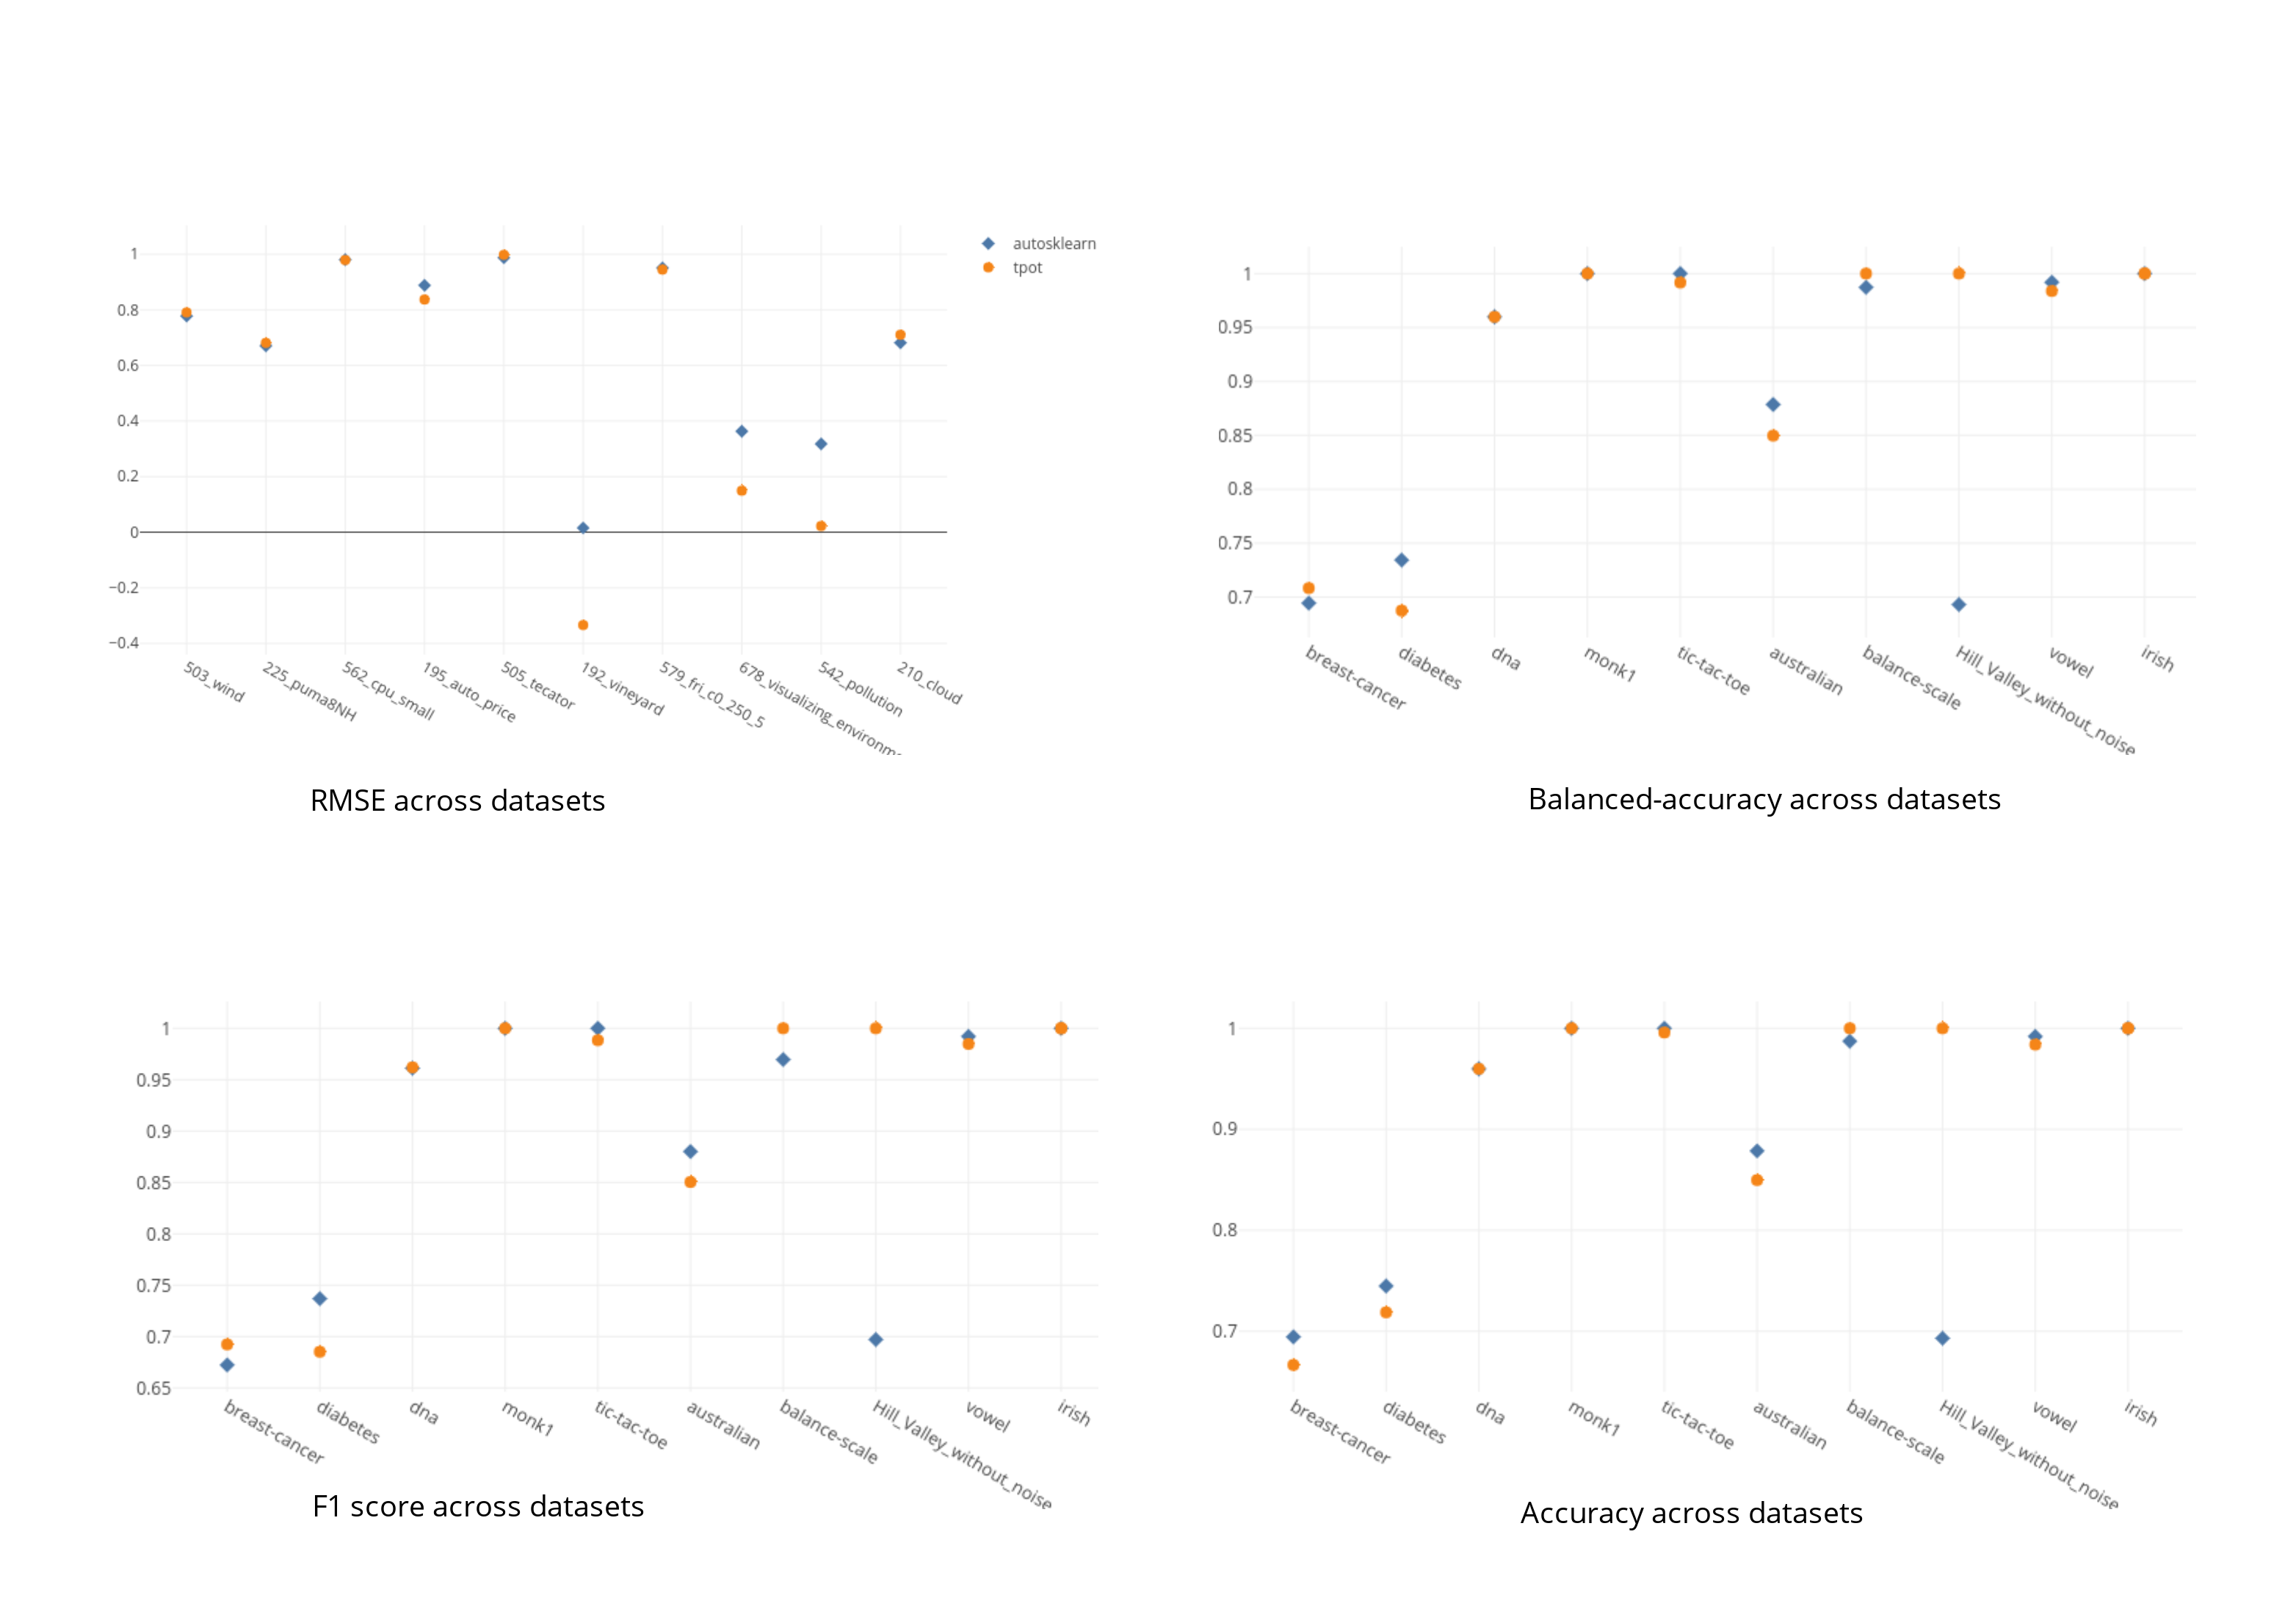 autosklearn
tpot
1
0.8
0.6
0.4
0.2
0
−0.2
−0.4
503_wind
225_puma8NH
562_cpu_small
195_auto_price
505_tecator
192_vineyard
579_fri_c0_250_5
678_visualizing_environme
542_pollution
210_cloud
RMSE across datasets
1
0.95
0.9
0.85
0.8
0.75
0.7
breast-cancer
diabetes
dna
monk1
tic-tac-toe
australian
balance-scale
Hill_Valley_without_noise
vowel
irish
Balanced-accuracy across datasets
1
0.95
0.9
0.85
0.8
0.75
0.7
0.65
breast-cancer
diabetes
dna
monk1
tic-tac-toe
australian
balance-scale
Hill_Valley_without_noise
vowel
irish
F1 score across datasets
1
0.9
0.8
0.7
breast-cancer
diabetes
dna
monk1
tic-tac-toe
australian
balance-scale
Hill_Valley_without_noise
vowel
irish
Accuracy across datasets